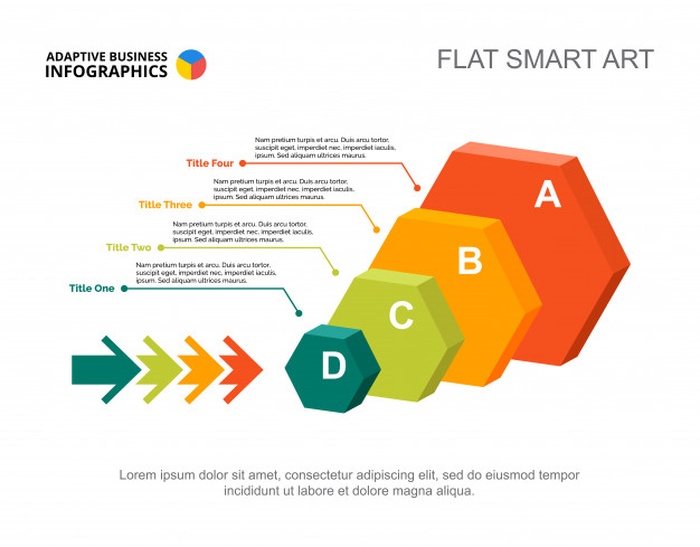 ADAPTIVE BUSINESS
INFOGRAPHICS
FLAT SMART ART
Title Four
Nam pretium turpis et arcu. Duis arcu tortor,
suscipit eget, imperdiet nec, imperdiet iaculis,
ipsum. Sed aliquam ultrices mauris.
A
Title Three
Nam pretium turpis et arcu. Duis arcu tortor,
suscipit eget, imperdiet nec, imperdiet iaculis,
ipsum. Sed aliquam ultrices mauris.
B
Title Two
Nam pretium turpis et arcu. Duis arcu tortor,
suscipit eget, imperdiet nec, imperdiet iaculis,
ipsum. Sed aliquam ultrices mauris.
C
Title One
Nam pretium turpis et arcu. Duis arcu tortor,
suscipit eget, imperdiet nec, imperdiet iaculis,
ipsum. Sed aliquam ultrices mauris.
D
Lorem ipsum dolor sit amet, consectetur adipiscing elit, sed do eiusmod tempor
incididunt ut labore et dolore magna aliqua.